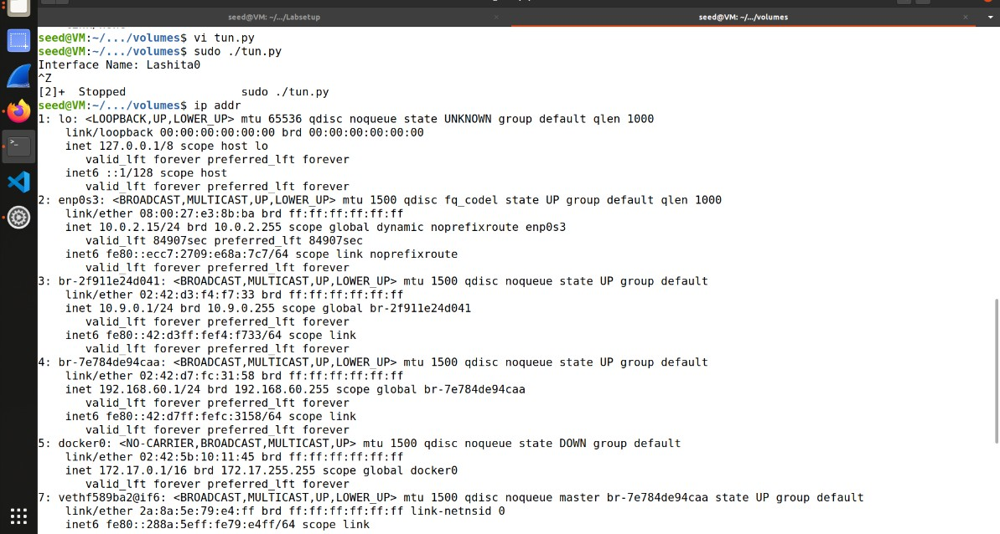 seed@VM: ~/.../Labsetup
seed@VM: ~/.../volumes
seed@VM:~/.../volumes$ vi tun.py
seed@VM:~/.../volumes$ sudo ./tun.py
Interface Name: Lashita0
^Z
[2]+  Stopped                 sudo ./tun.py
seed@VM:~/.../volumes$ ip addr
1: lo: <LOOPBACK,UP,LOWER_UP> mtu 65536 qdisc noqueue state UNKNOWN group default qlen 1000
    link/loopback 00:00:00:00:00:00 brd 00:00:00:00:00:00
    inet 127.0.0.1/8 scope host lo
       valid_lft forever preferred_lft forever
    inet6 ::1/128 scope host
       valid_lft forever preferred_lft forever
2: enp0s3: <BROADCAST,MULTICAST,UP,LOWER_UP> mtu 1500 qdisc fq_codel state UP group default qlen 1000
    link/ether 08:00:27:e3:8b:ba brd ff:ff:ff:ff:ff:ff
    inet 10.0.2.15/24 brd 10.0.2.255 scope global dynamic noprefixroute enp0s3
       valid_lft 84907sec preferred_lft 84907sec
    inet6 fe80::ecc7:2709:e68a:7c7/64 scope link noprefixroute
       valid_lft forever preferred_lft forever
3: br-2f911e24d041: <BROADCAST,MULTICAST,UP,LOWER_UP> mtu 1500 qdisc noqueue state UP group default
    link/ether 02:42:d3:f4:f7:33 brd ff:ff:ff:ff:ff:ff
    inet 10.9.0.1/24 brd 10.9.0.255 scope global br-2f911e24d041
       valid_lft forever preferred_lft forever
    inet6 fe80::42:d3ff:fef4:f733/64 scope link
       valid_lft forever preferred_lft forever
4: br-7e784de94caa: <BROADCAST,MULTICAST,UP,LOWER_UP> mtu 1500 qdisc noqueue state UP group default
    link/ether 02:42:d7:fc:31:58 brd ff:ff:ff:ff:ff:ff
    inet 192.168.60.1/24 brd 192.168.60.255 scope global br-7e784de94caa
       valid_lft forever preferred_lft forever
    inet6 fe80::42:d7ff:fefc:3158/64 scope link
       valid_lft forever preferred_lft forever
5: docker0: <NO-CARRIER,BROADCAST,MULTICAST,UP> mtu 1500 qdisc noqueue state DOWN group default
    link/ether 02:42:5b:10:11:45 brd ff:ff:ff:ff:ff:ff
    inet 172.17.0.1/16 brd 172.17.255.255 scope global docker0
       valid_lft forever preferred_lft forever
7: vethf589ba2@if6: <BROADCAST,MULTICAST,UP,LOWER_UP> mtu 1500 qdisc noqueue master br-7e784de94caa state UP group default
    link/ether 2a:8a:5e:79:e4:ff brd ff:ff:ff:ff:ff:ff link-netnsid 0
    inet6 fe80::288a:5eff:fe79:e4ff/64 scope link